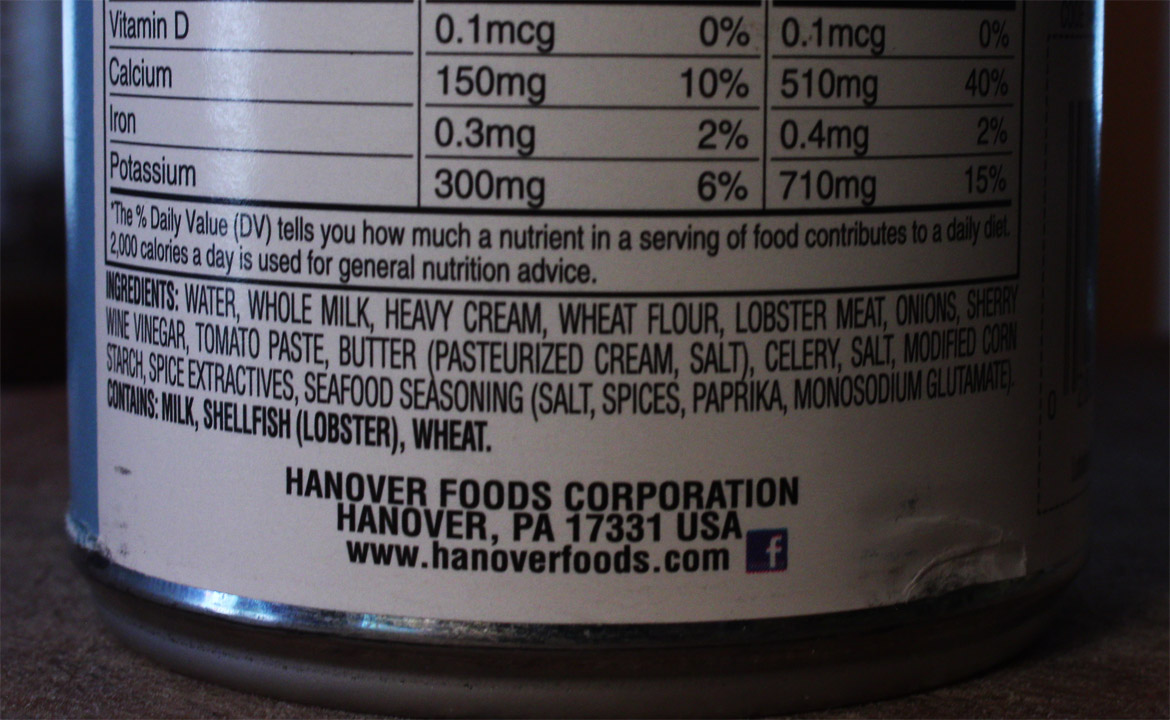 Vitamin D 0.1mcg 0% 0.1mcg 0%
Calcium 150mg 10% 510mg 40%
Iron 0.3mg 2% 0.4mg 2%
Potassium 300mg 6% 710mg 15%
*The % Daily Value (DV) tells you how much a nutrient in a serving of food contributes to a daily diet.
2,000 calories a day is used for general nutrition advice.
INGREDIENTS: WATER, WHOLE MILK, HEAVY CREAM, WHEAT FLOUR, LOBSTER MEAT, ONIONS, SHERRY
WINE VINEGAR, TOMATO PASTE, BUTTER (PASTEURIZED CREAM, SALT), CELERY, SALT, MODIFIED CORN
STARCH, SPICE EXTRACTIVES, SEAFOOD SEASONING (SALT, SPICES, PAPRIKA, MONOSODIUM GLUTAMATE).
CONTAINS: MILK, SHELLFISH (LOBSTER), WHEAT.
HANOVER FOODS CORPORATION
HANOVER, PA 17331 USA
www.hanoverfoods.com f
0